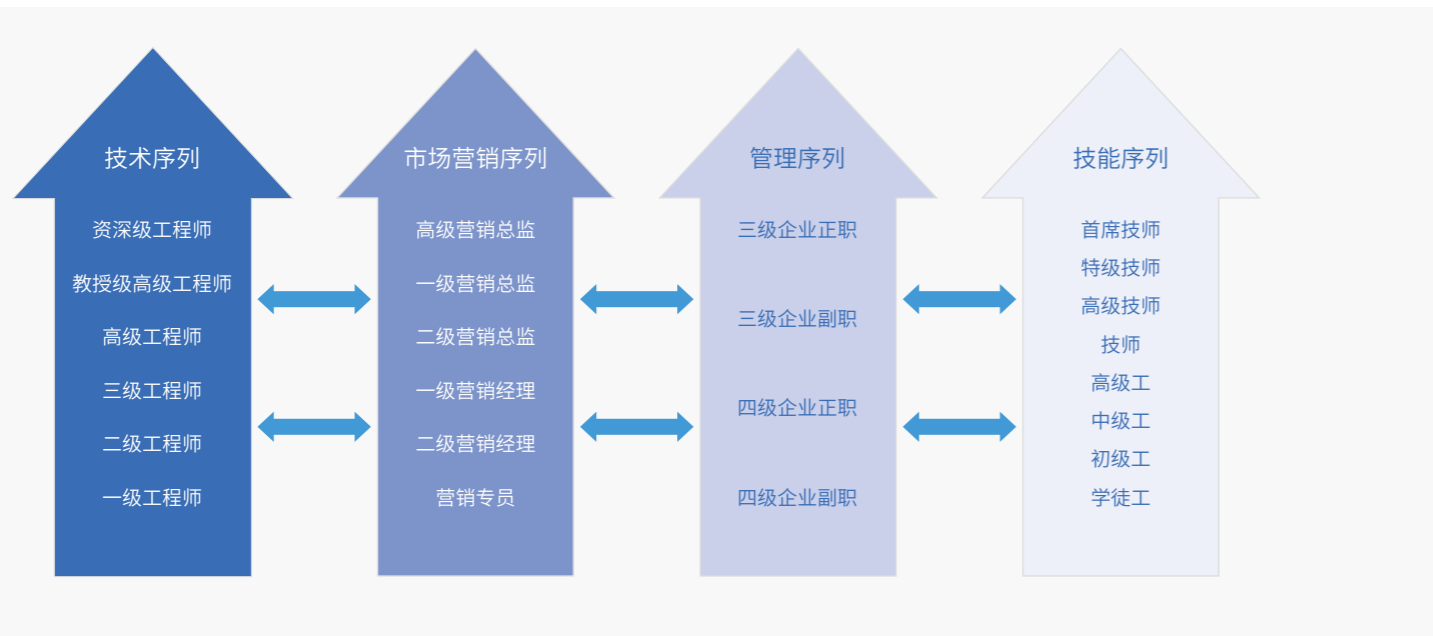 技术序列
资深级工程师
教授级高级工程师
高级工程师
三级工程师
二级工程师
一级工程师
市场营销序列
高级营销总监
一级营销总监
二级营销总监
一级营销经理
二级营销经理
营销专员
管理序列
三级企业正职
三级企业副职
四级企业正职
四级企业副职
技能序列
首席技师
特级技师
高级技师
技师
高级工
中级工
初级工
学徒工